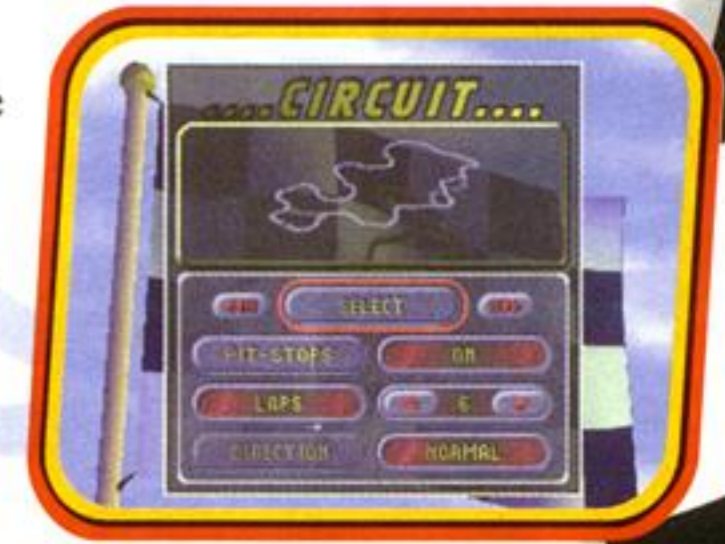 ....CIRCUIT....
SELECT
PIT-STOPS ON
LAPS 6
DIRECTION NORMAL